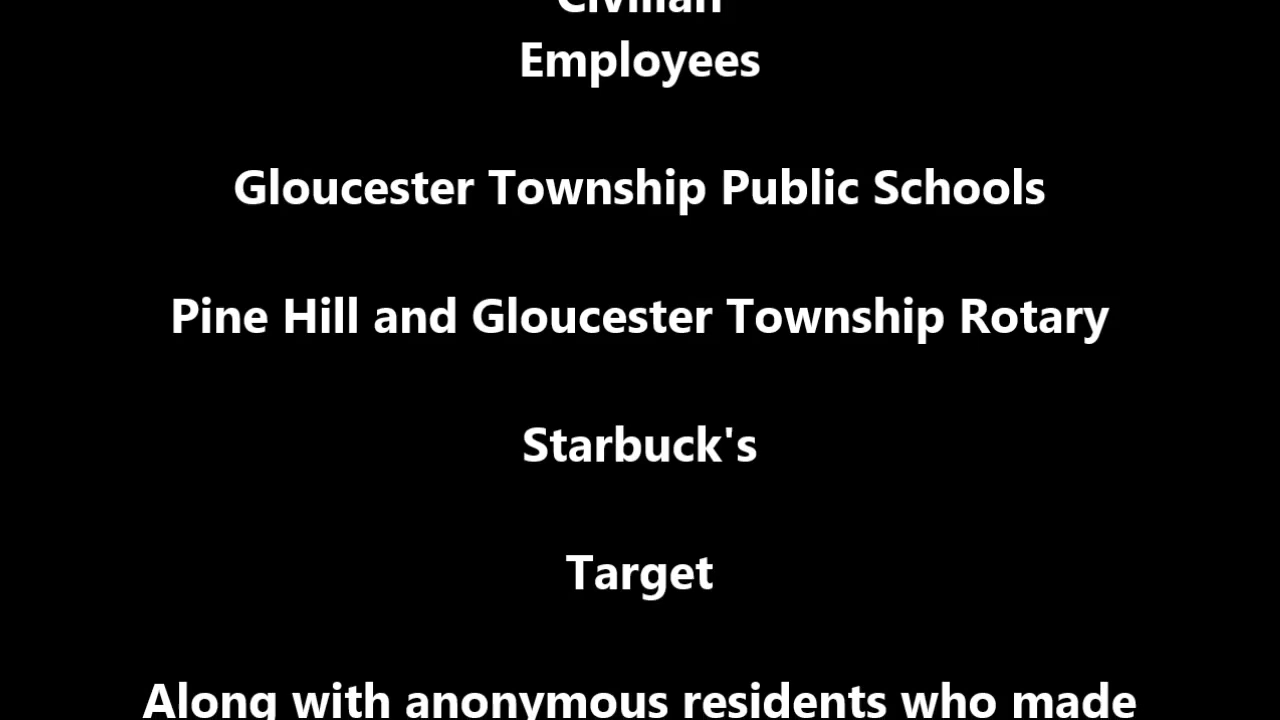 Civilian
Employees
Gloucester Township Public Schools
Pine Hill and Gloucester Township Rotary
Starbuck's
Target
Along with anonymous residents who made